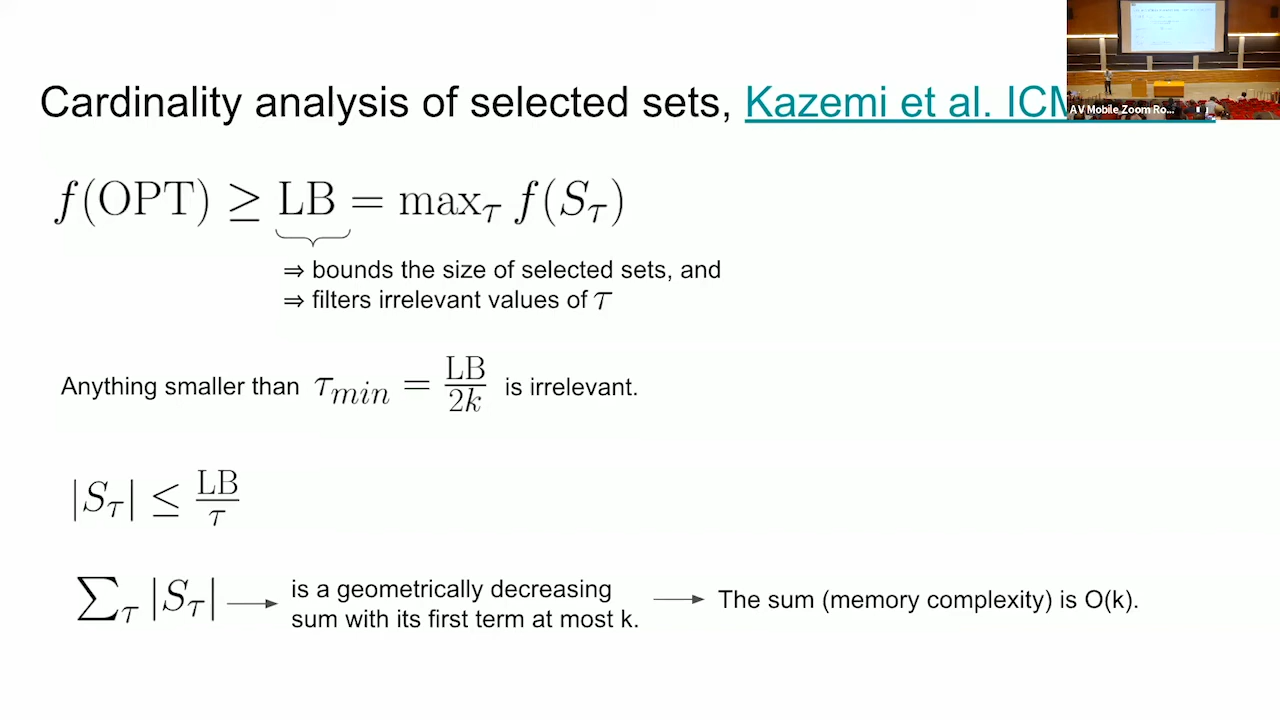 Cardinality analysis of selected sets, Kazemi et al.
f(OPT) ≥ LB = max_τ f(S_τ)
⇒ bounds the size of selected sets, and
⇒ filters irrelevant values of τ
Anything smaller than τ_min = LB/2k is irrelevant.
|S_τ| ≤ LB/τ
∑_τ |S_τ| → is a geometrically decreasing
sum with its first term at most k. → The sum (memory complexity) is O(k).
AV Mobile Zoom Ro...